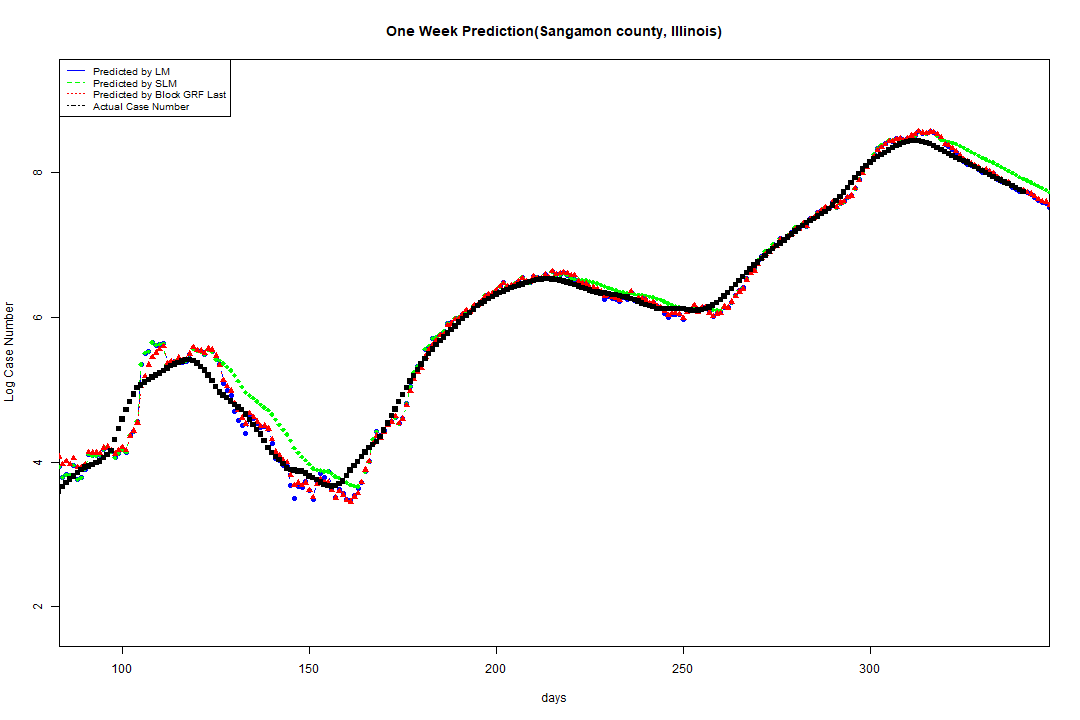 One Week Prediction(Sangamon county, Illinois)
Predicted by LM
Predicted by SLM
Predicted by Block GRF Last
Actual Case Number
Log Case Number
8
6
4
2
100 150 200 250 300
days